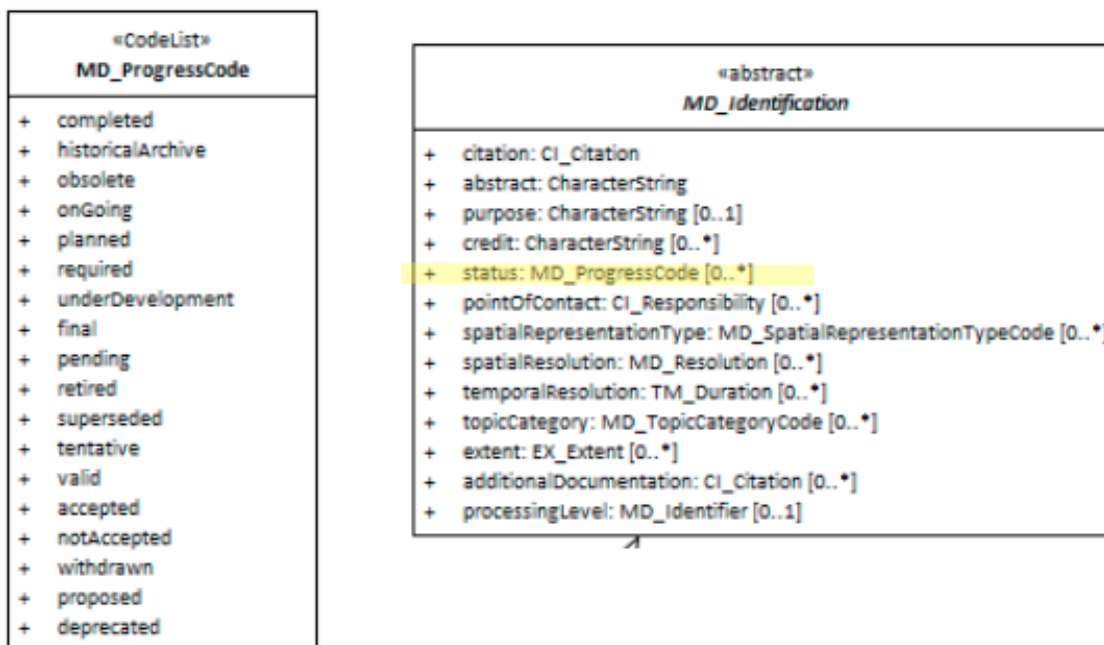 «CodeList»
MD_ProgressCode
+ completed
+ historicalArchive
+ obsolete
+ onGoing
+ planned
+ required
+ underDevelopment
+ final
+ pending
+ retired
+ superseded
+ tentative
+ valid
+ accepted
+ notAccepted
+ withdrawn
+ proposed
+ deprecated
«abstract»
MD_Identification
+ citation: CI_Citation
+ abstract: CharacterString
+ purpose: CharacterString [0..1]
+ credit: CharacterString [0..*]
+ status: MD_ProgressCode [0..*]
+ pointOfContact: CI_Responsibility [0..*]
+ spatialRepresentationType: MD_SpatialRepresentationTypeCode [0..*]
+ spatialResolution: MD_Resolution [0..*]
+ temporalResolution: TM_Duration [0..*]
+ topicCategory: MD_TopicCategoryCode [0..*]
+ extent: EX_Extent [0..*]
+ additionalDocumentation: CI_Citation [0..*]
+ processingLevel: MD_Identifier [0..1]